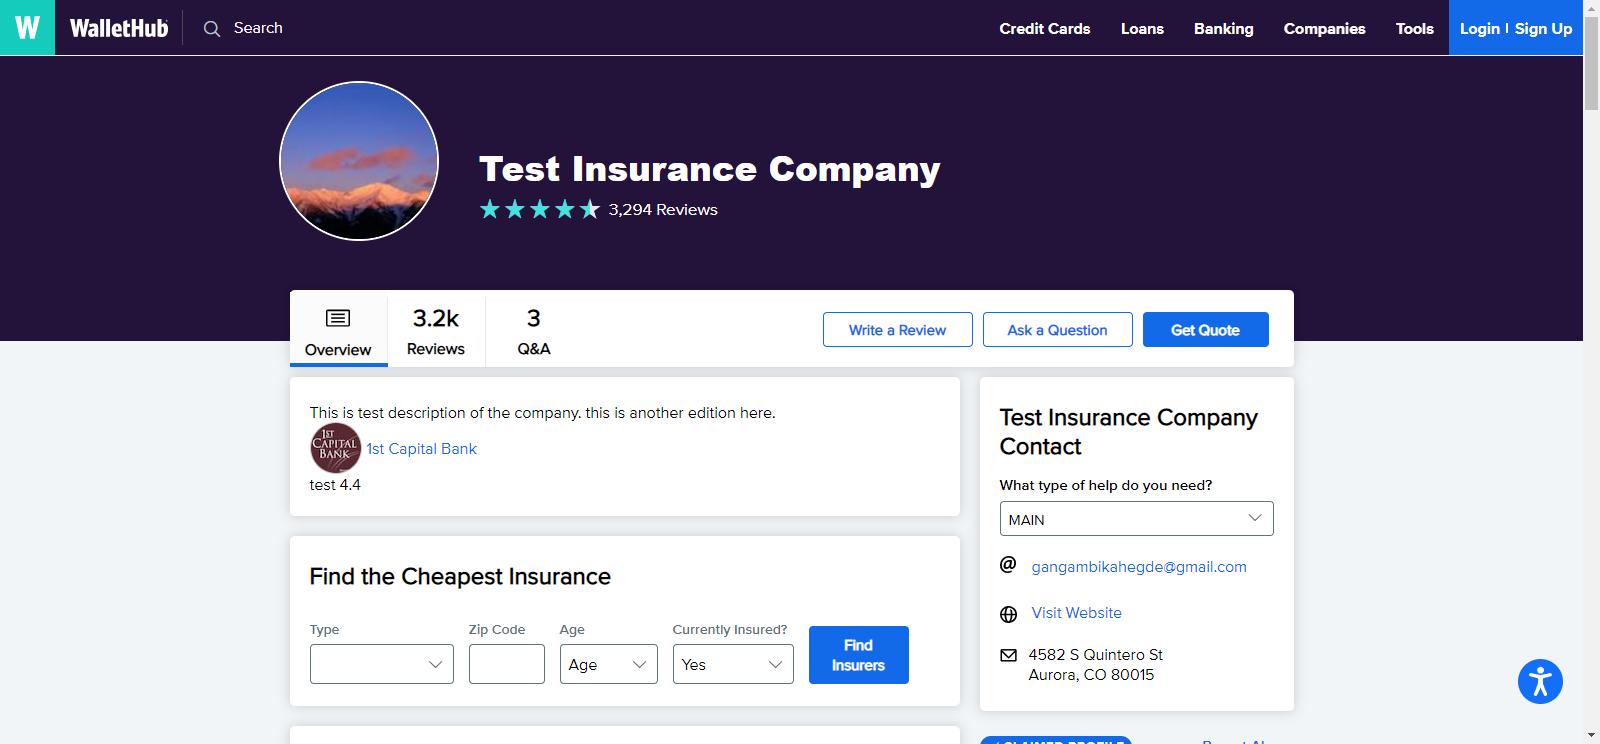 W WalletHub Search Credit Cards Loans Banking Companies Tools Login | Sign Up
Test Insurance Company
3,294 Reviews
Overview
3.2k
Reviews
3
Q&A
Write a Review Ask a Question Get Quote
This is test description of the company. this is another edition here.
1ST
CAPITAL
BANK
1st Capital Bank
test 4.4
Find the Cheapest Insurance
Type Zip Code Age Currently Insured?
Age Yes
Find
Insurers
Test Insurance Company
Contact
What type of help do you need?
MAIN
@ gangambikahegde@gmail.com
Visit Website
4582 S Quintero St
Aurora, CO 80015
CLAIMED PROFILE